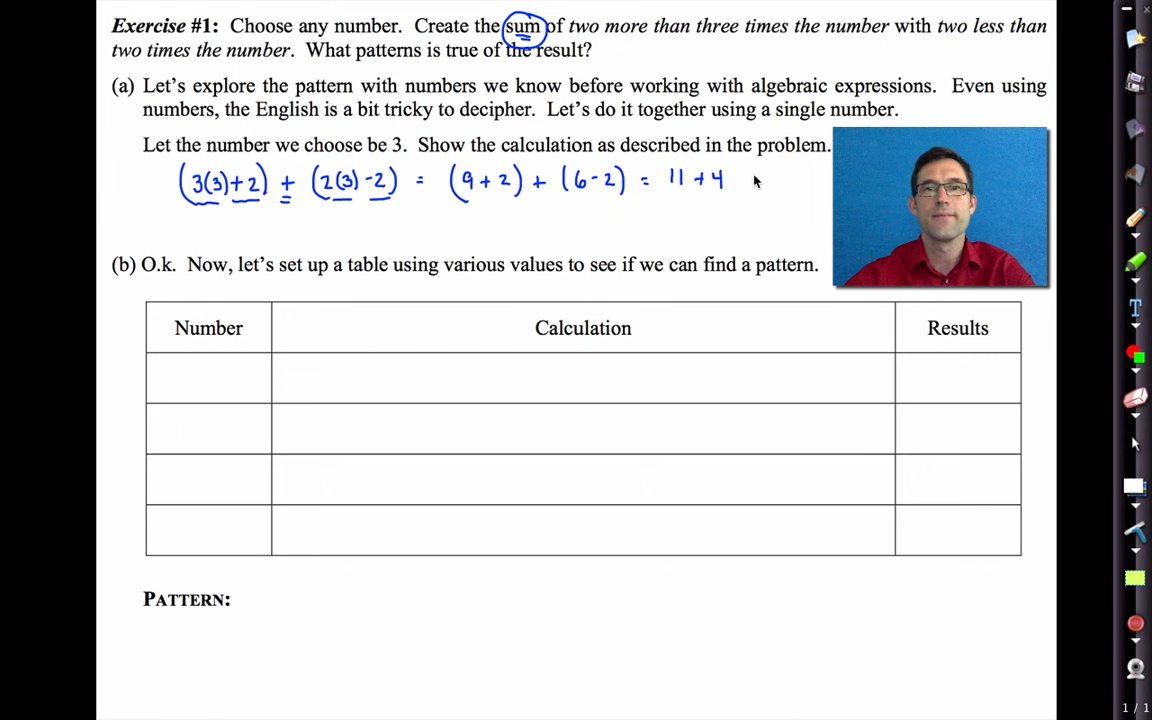 Exercise #1: Choose any number. Create the sum of two more than three times the number with two less than
two times the number. What patterns is true of the result?
(a) Let's explore the pattern with numbers we know before working with algebraic expressions. Even using
numbers, the English is a bit tricky to decipher. Let's do it together using a single number.
Let the number we choose be 3. Show the calculation as described in the problem.
(3(3)+2) + (2(3)-2) = (9+2) + (6-2) = 11+4
(b) O.k. Now, let's set up a table using various values to see if we can find a pattern.
Number Calculation Results
PATTERN:
1 / 1